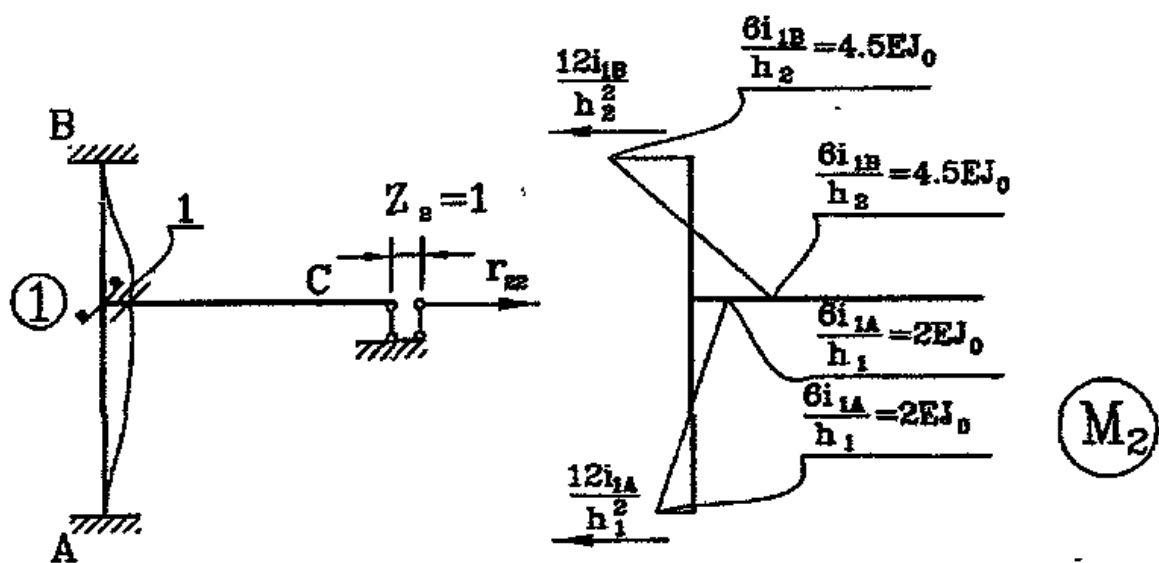 B
Z₂=1
1
①
C
r₂₂
A
12i₁B/h₂²
6i₁B/h₂=4.5EJ₀
6i₁B/h₂=4.5EJ₀
6i₁A/h₁=2EJ₀
6i₁A/h₁=2EJ₀
12i₁A/h₁²
M₂